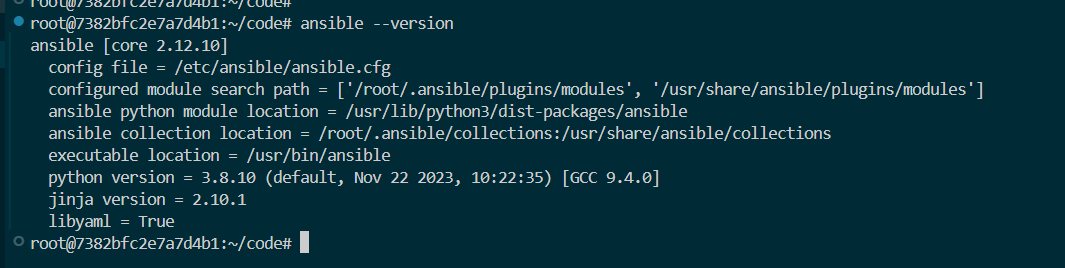 root@7382bfc2e7a7d4b1:~/code#
root@7382bfc2e7a7d4b1:~/code# ansible --version
ansible [core 2.12.10]
  config file = /etc/ansible/ansible.cfg
  configured module search path = ['/root/.ansible/plugins/modules', '/usr/share/ansible/plugins/modules']
  ansible python module location = /usr/lib/python3/dist-packages/ansible
  ansible collection location = /root/.ansible/collections:/usr/share/ansible/collections
  executable location = /usr/bin/ansible
  python version = 3.8.10 (default, Nov 22 2023, 10:22:35) [GCC 9.4.0]
  jinja version = 2.10.1
  libyaml = True
root@7382bfc2e7a7d4b1:~/code#